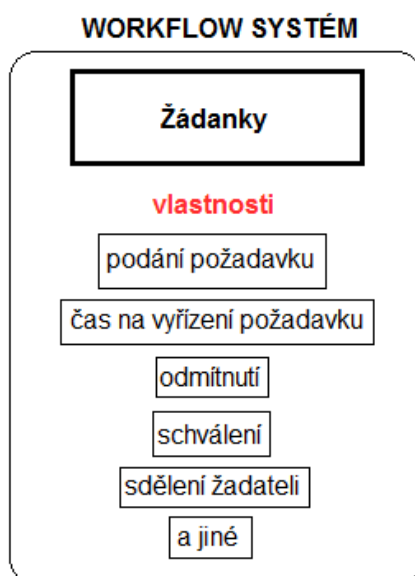 WORKFLOW SYSTÉM
Žádanky
vlastnosti
podání požadavku
čas na vyřízení požadavku
odmítnutí
schválení
sdělení žadateli
a jiné